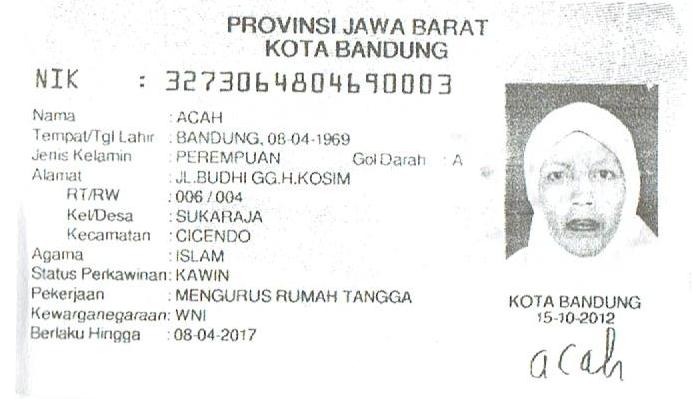 PROVINSI JAWA BARAT
KOTA BANDUNG
NIK : 3273064804690003
Nama : ACAH
Tempat/Tgl Lahir : BANDUNG, 08-04-1969
Jenis Kelamin : PEREMPUAN Gol Darah : A
Alamat : JL.BUDHI GG.H.KOSIM
RT/RW : 006 / 004
Kel/Desa : SUKARAJA
Kecamatan : CICENDO
Agama : ISLAM
Status Perkawinan: KAWIN
Pekerjaan : MENGURUS RUMAH TANGGA
Kewarganegaraan: WNI
Berlaku Hingga : 08-04-2017
KOTA BANDUNG
15-10-2012
acah